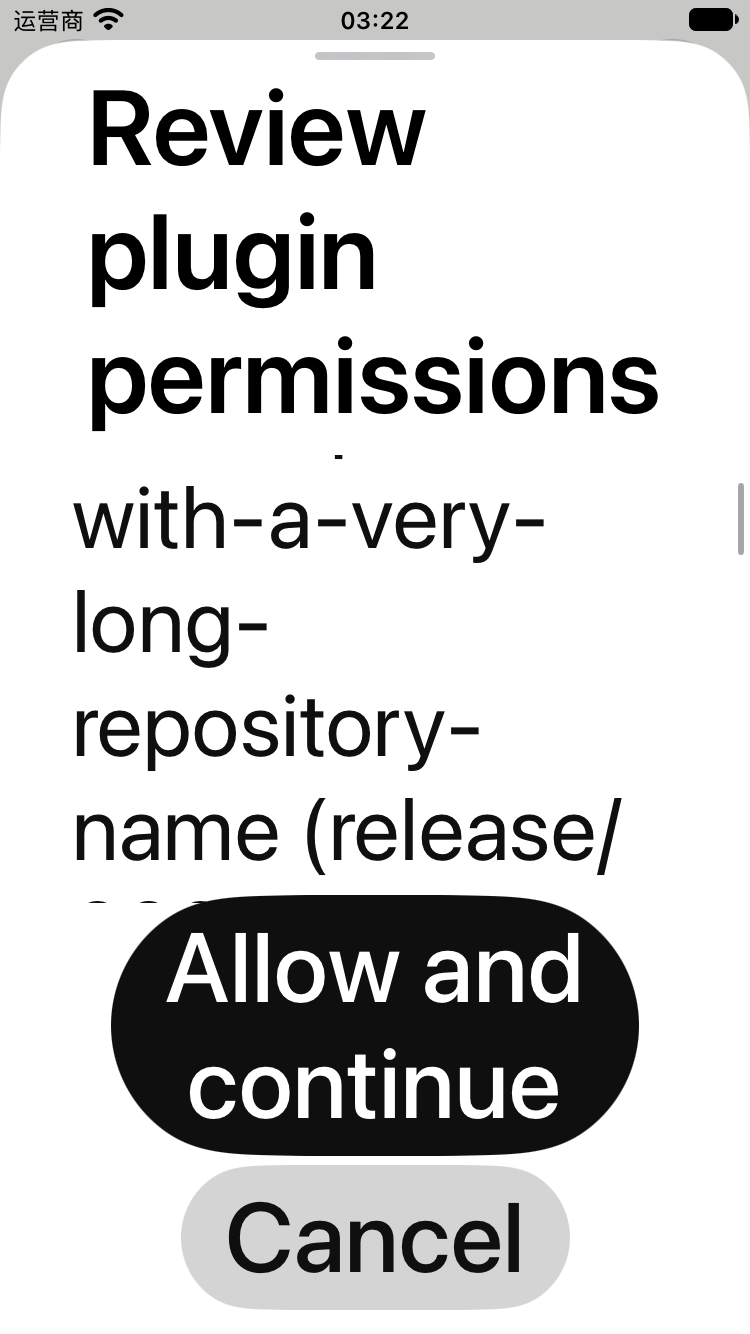 运营商
03:22
Review
plugin
permissions
with-a-very-
long-
repository-
name (release/
Allow and
continue
Cancel